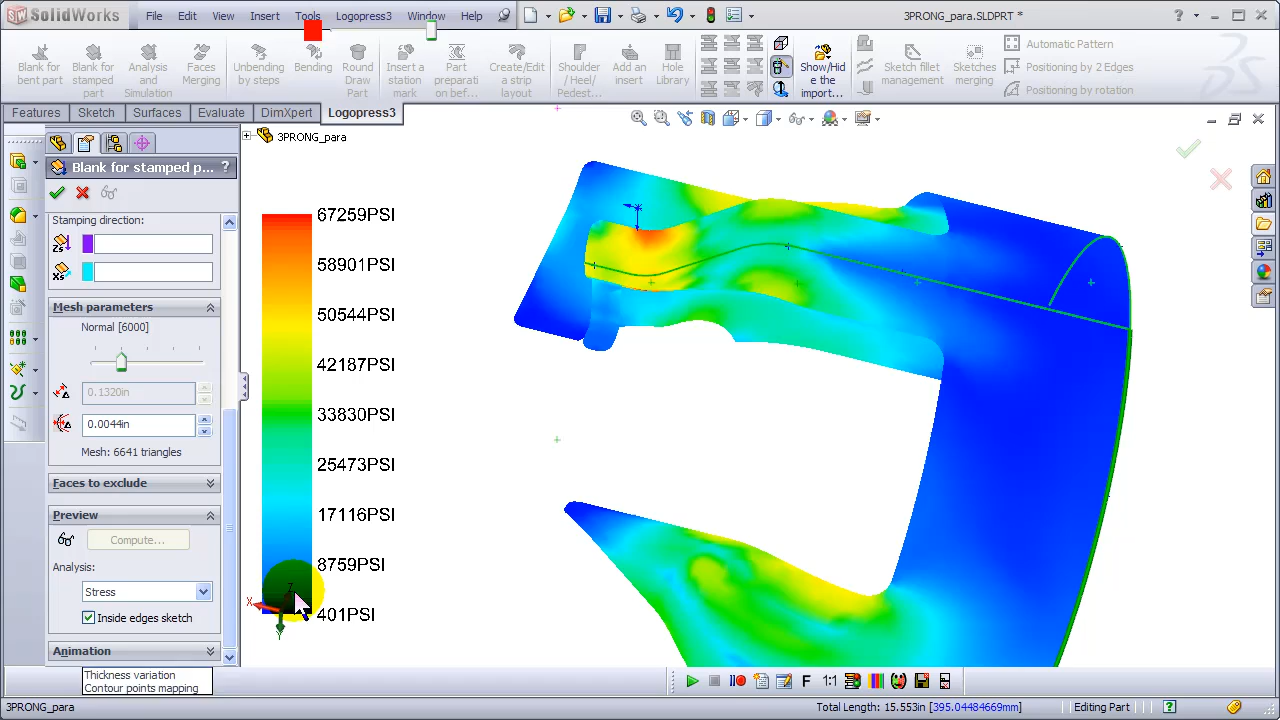 SolidWorks File Edit View Insert Tools Logopress3 Window Help 3PRONG_para.SLDPRT *
Blank for Analysis Faces Unbending Bending Round Insert a Part Create/Edit Shoulder Add an Hole Show/Hid Sketch fillet Sketches Automatic Pattern
stamped and Merging by steps Draw station prepared a strip / Heel / insert Library e the management merging Positioning by 2 Edges
part Simulation Part mark on bef... layout Pedest... import... Positioning by rotation
Features Sketch Surfaces Evaluate DimXpert Logopress3
3PRONG_para
Blank for stamped p... ?
Stamping direction:
Mesh parameters
Normal [6000]
0.1320in
0.0044in
Mesh: 6641 triangles
Faces to exclude
Preview
Compute...
Analysis:
Stress
Inside edges sketch
Animation
Thickness variation
Contour points mapping
67259PSI
58901PSI
50544PSI
42187PSI
33830PSI
25473PSI
17116PSI
8759PSI
401PSI
X
Z
F 1:1
3PRONG_para Total Length: 15.553in [395.04484669mm] Editing Part